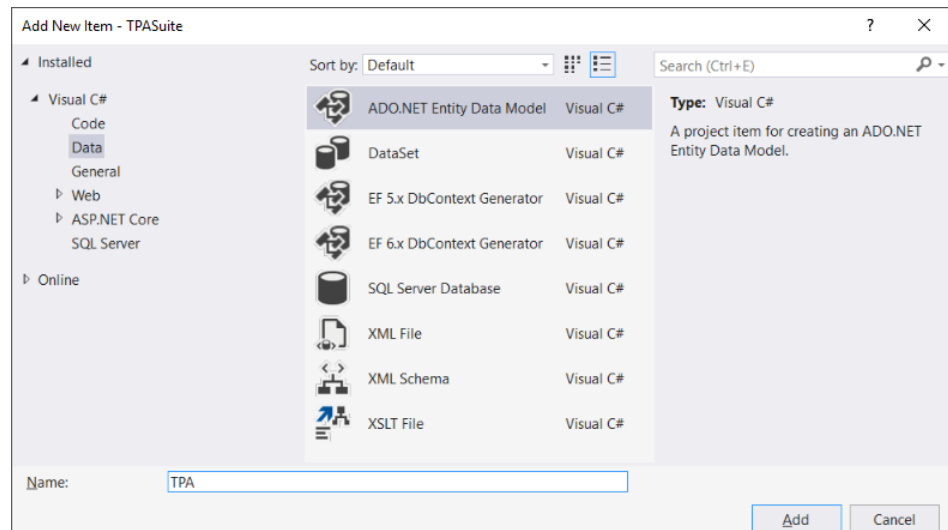 Add New Item - TPASuite
Installed
Visual C#
Code
Data
General
Web
ASP.NET Core
SQL Server
Online
Sort by: Default
ADO.NET Entity Data Model Visual C#
DataSet Visual C#
EF 5.x DbContext Generator Visual C#
EF 6.x DbContext Generator Visual C#
SQL Server Database Visual C#
XML File Visual C#
XML Schema Visual C#
XSLT File Visual C#
Search (Ctrl+E)
Type: Visual C#
A project item for creating an ADO.NET
Entity Data Model.
Name: TPA
Add Cancel